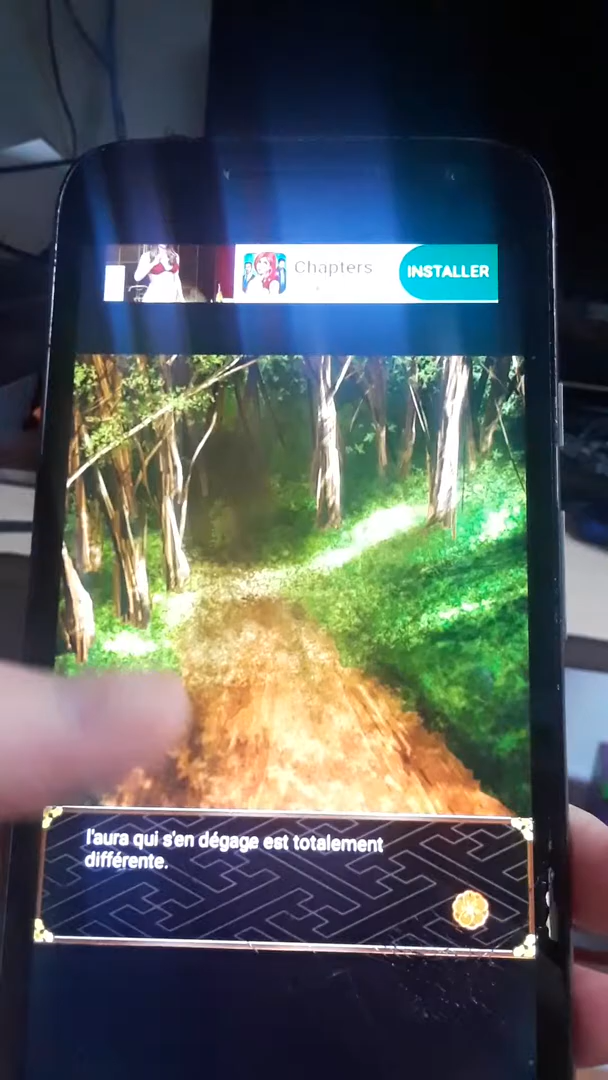 Chapters
INSTALLER
l'aura qui s'en dégage est totalement
différente.